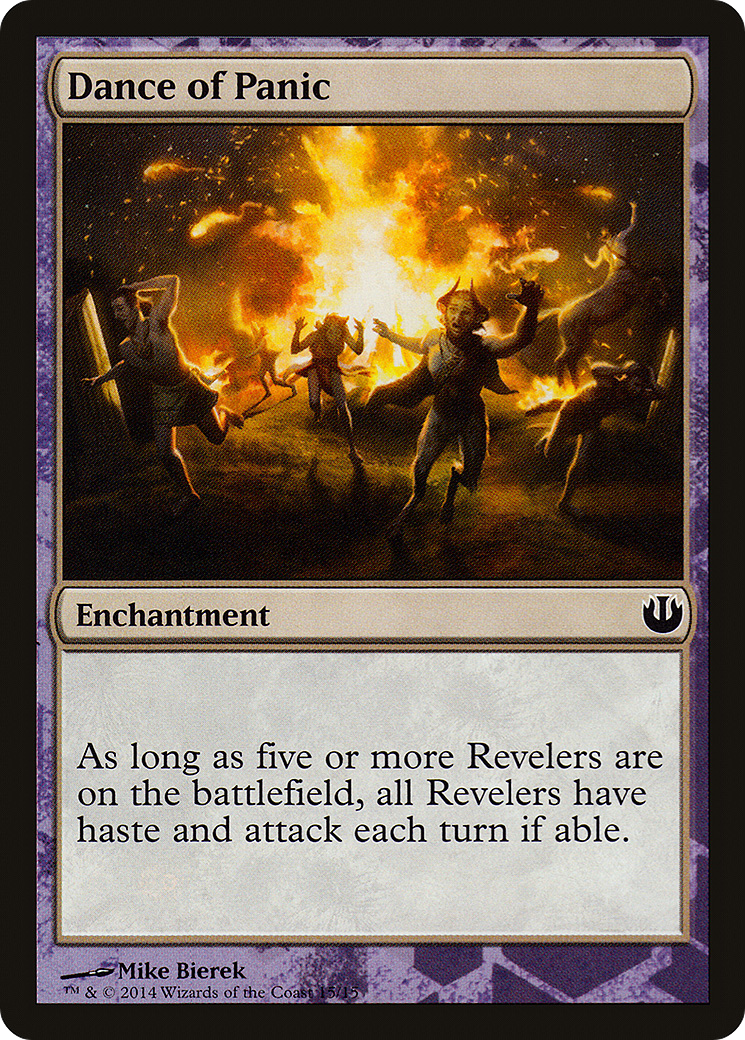 Dance of Panic
Enchantment
As long as five or more Revelers are
on the battlefield, all Revelers have
haste and attack each turn if able.
Mike Bierek
™ & © 2014 Wizards of the Coast 15/15